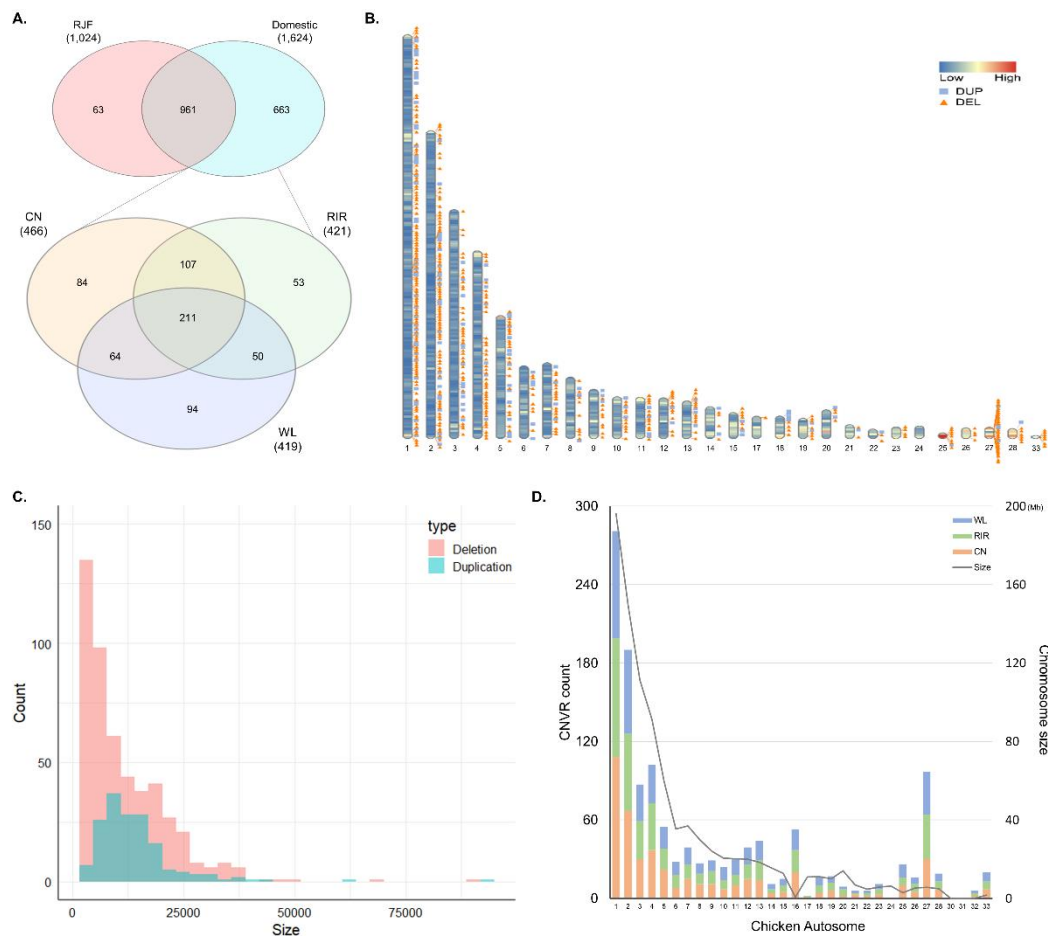 A.
RJF
(1,024)
Domestic
(1,624)
63
961
663
CN
(466)
RIR
(421)
84
107
53
211
64
50
94
WL
(419)
B.
Low High
DUP
DEL
1 2 3 4 5 6 7 8 9 10 11 12 13 14 15 16 17 18 19 20 21 22 23 24 25 26 27 28 33
C.
type
Deletion
Duplication
Count
150
100
50
0
0 25000 50000 75000
Size
D.
300
240
180
120
60
0
CNVR count
WL
RIR
CN
Size
200 (Mb)
160
120
80
40
0
Chromosome size
1 2 3 4 5 6 7 8 9 10 11 12 13 14 15 16 17 18 19 20 21 22 23 25 26 27 28 30 31 32 33
Chicken Autosome